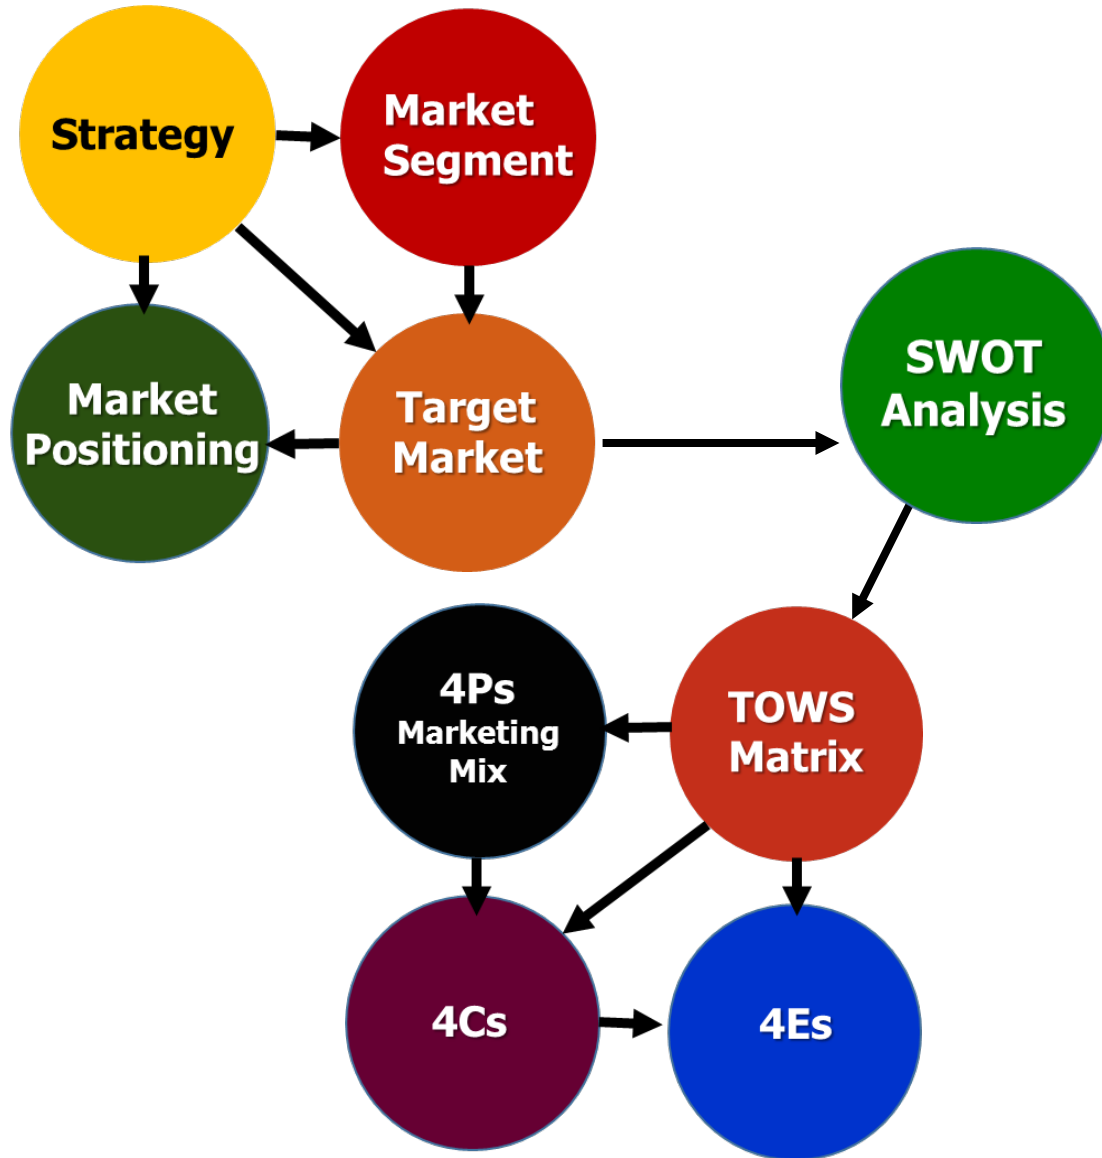 Strategy
Market
Segment
Market
Positioning
Target
Market
SWOT
Analysis
4Ps
Marketing
Mix
TOWS
Matrix
4Cs
4Es